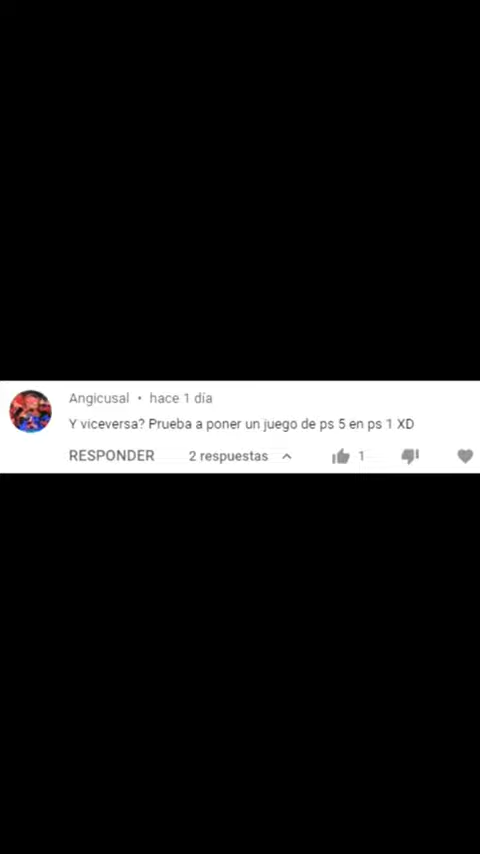 Angicusal • hace 1 día
Y viceversa? Prueba a poner un juego de ps 5 en ps 1 XD
RESPONDER 2 respuestas 1